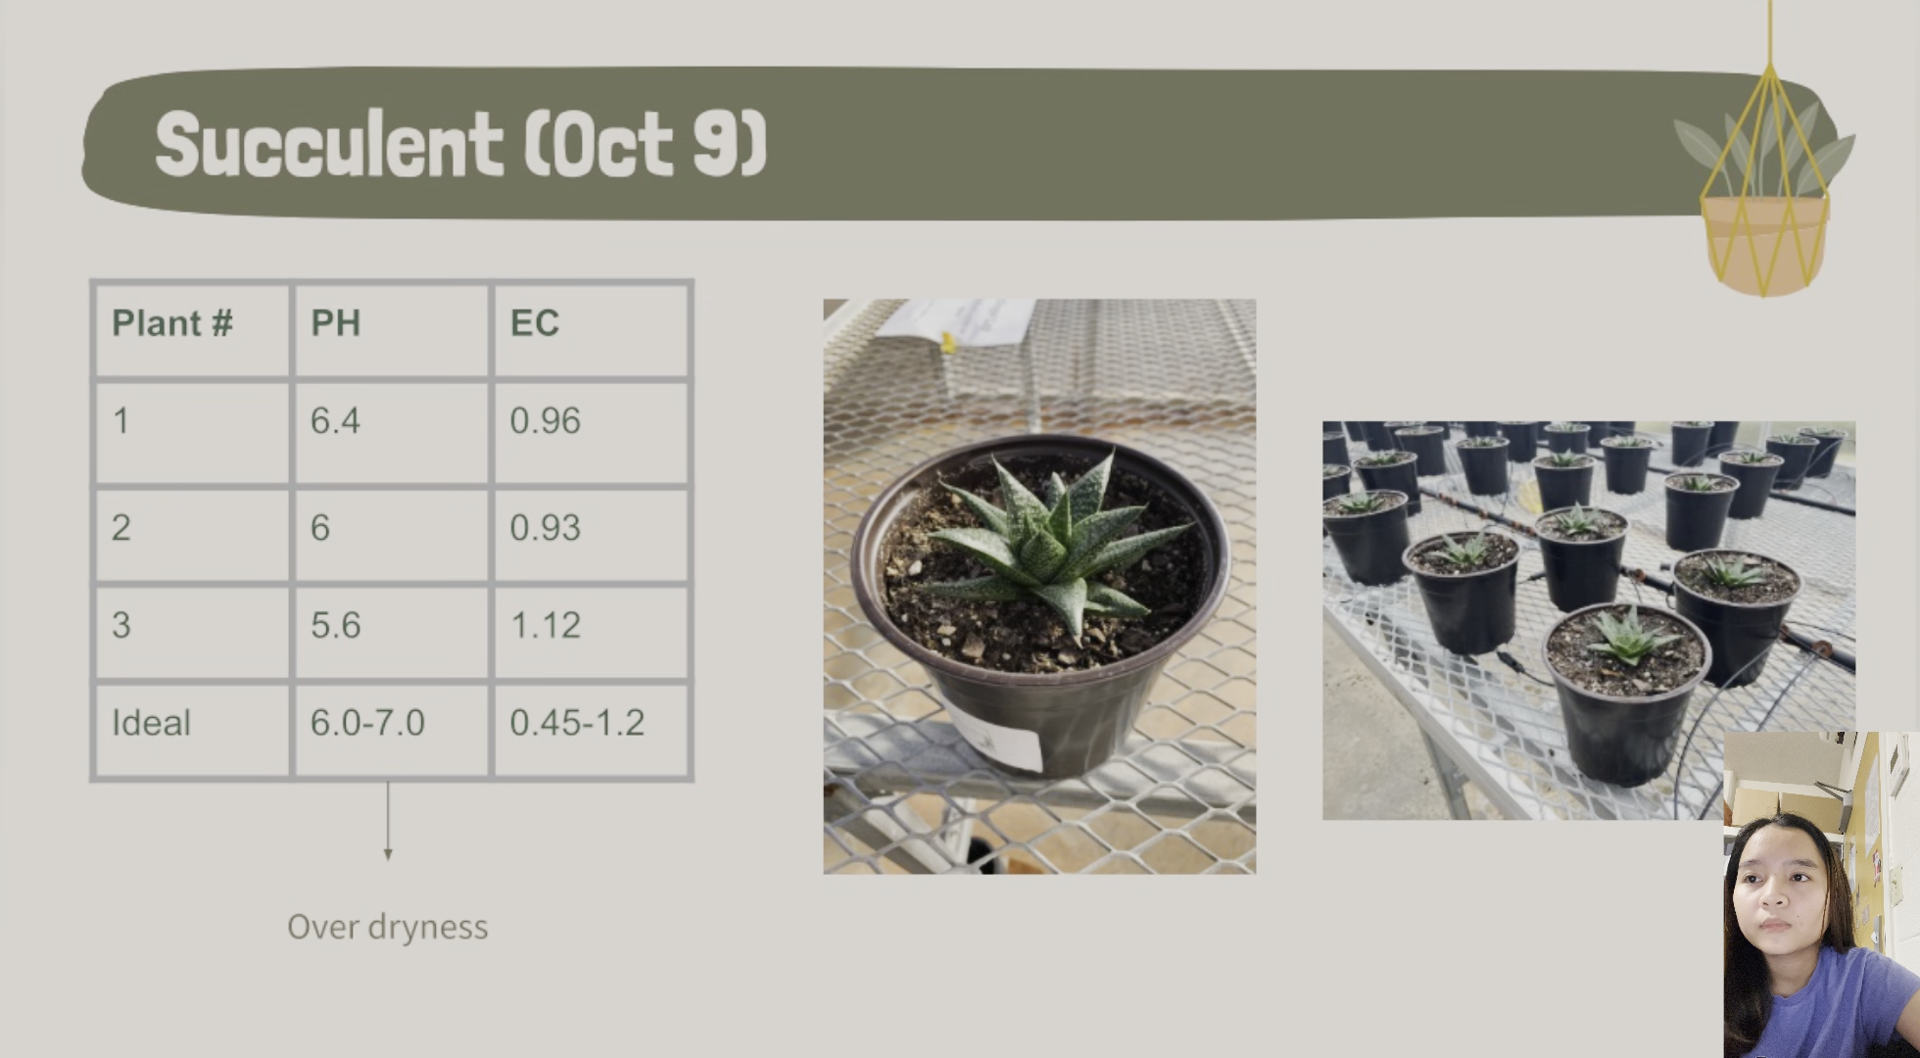 Succulent (Oct 9)
Plant # PH EC
1 6.4 0.96
2 6 0.93
3 5.6 1.12
Ideal 6.0-7.0 0.45-1.2
Over dryness